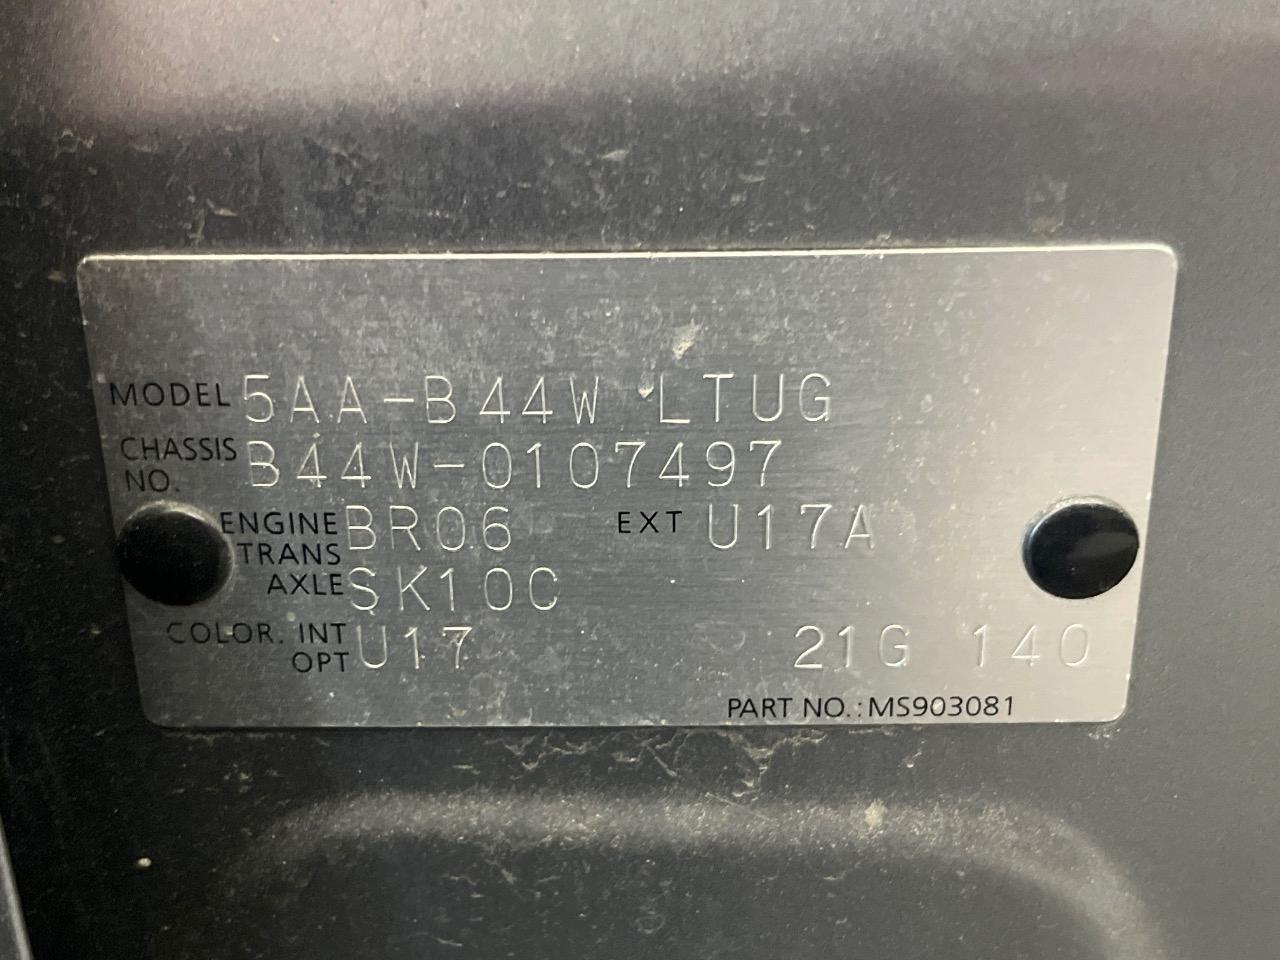 MODEL 5AA-B44W LTUG
CHASSIS NO. B44W-0107497
ENGINE BR06 EXT U17A
TRANS AXLE SK10C
COLOR. INT OPT U17 21G 140
PART NO.: MS903081